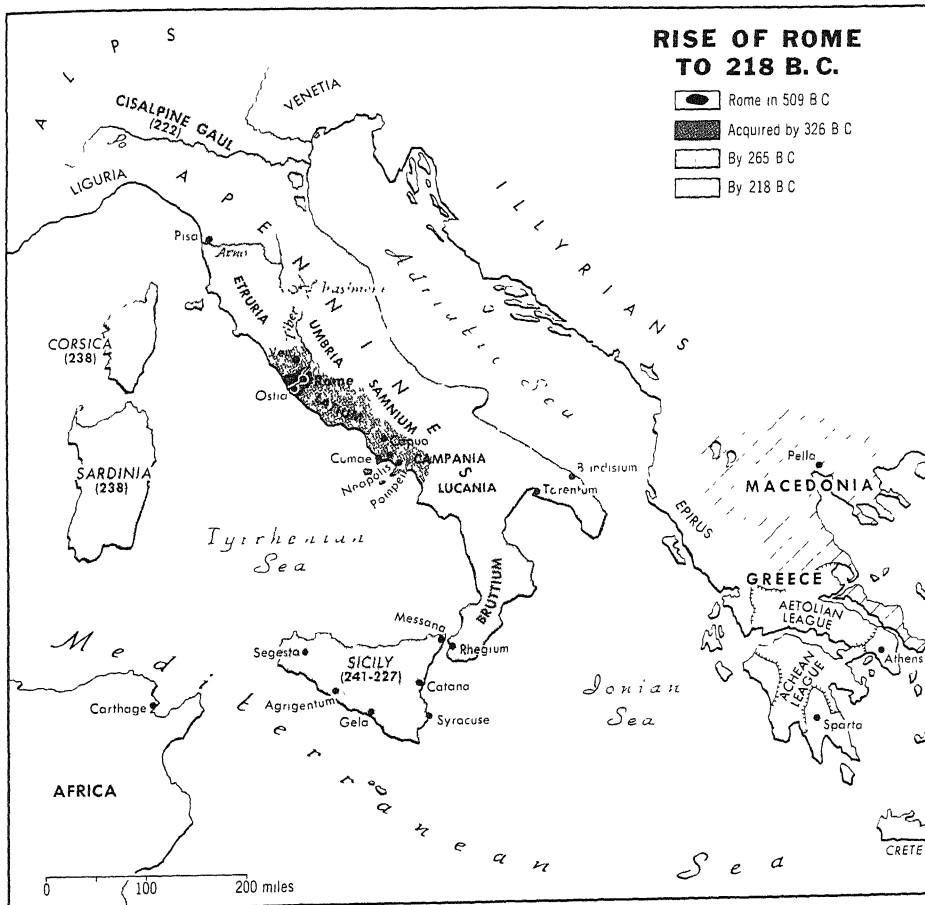 RISE OF ROME
TO 218 B. C.
Rome in 509 B C
Acquired by 326 B C
By 265 B C
By 218 B C
ALPS
CISALPINE GAUL
(222)
VENETIA
Po
LIGURIA
APENNINES
Pisa
Arno
ILLYRIANS
Adriatic Sea
ETRURIA
Tiber
UMBRIA
CORSICA
(238)
Rome
Ostia
LATIUM
SAMNIUM
Capua
Cumae
CAMPANIA
Neapolis
Pompeii
LUCANIA
Brundisium
Tarentum
SARDINIA
(238)
Tyrrhenian
Sea
Pella
MACEDONIA
EPIRUS
GREECE
AETOLIAN
LEAGUE
BRUTTIUM
Messana
Rhegium
Segesta
SICILY
(241-227)
Catana
Agrigentum
Gela
Syracuse
Ionian
Sea
ACHEAN
LEAGUE
Athens
Sparta
Mediterranean Sea
Carthage
AFRICA
CRETE
0 100 200 miles